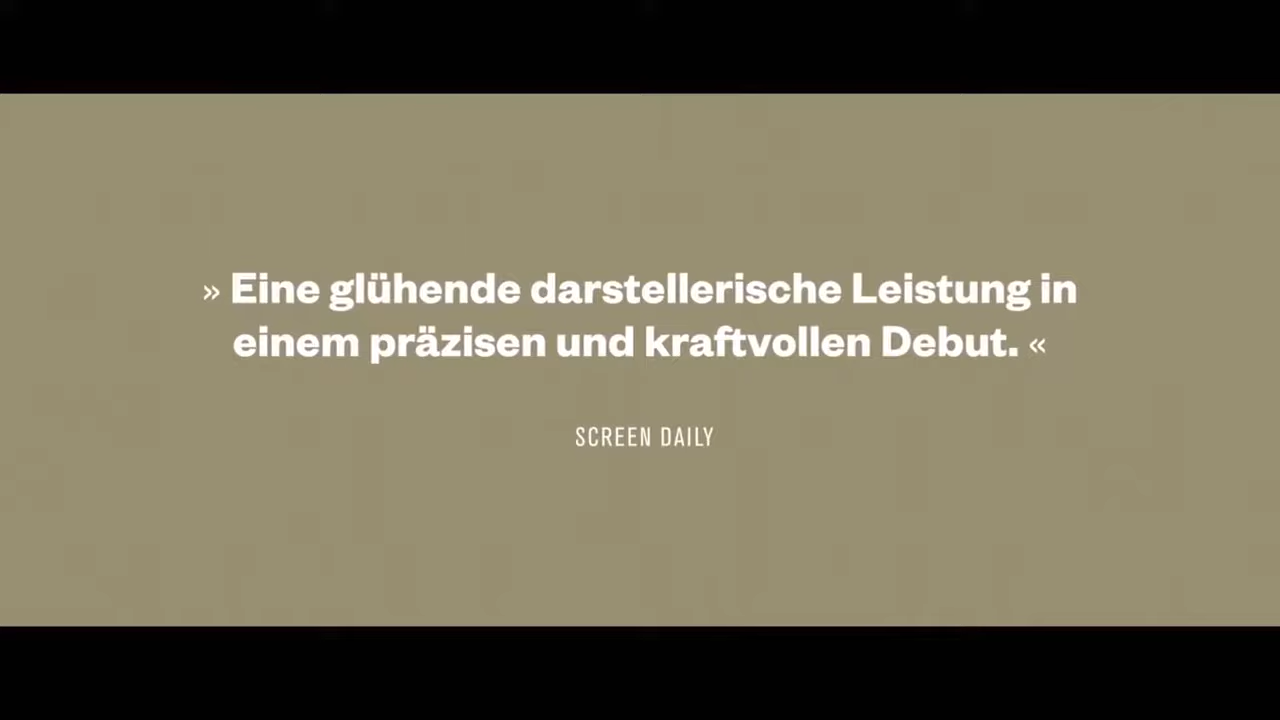 » Eine glühende darstellerische Leistung in
einem präzisen und kraftvollen Debut. «
SCREEN DAILY